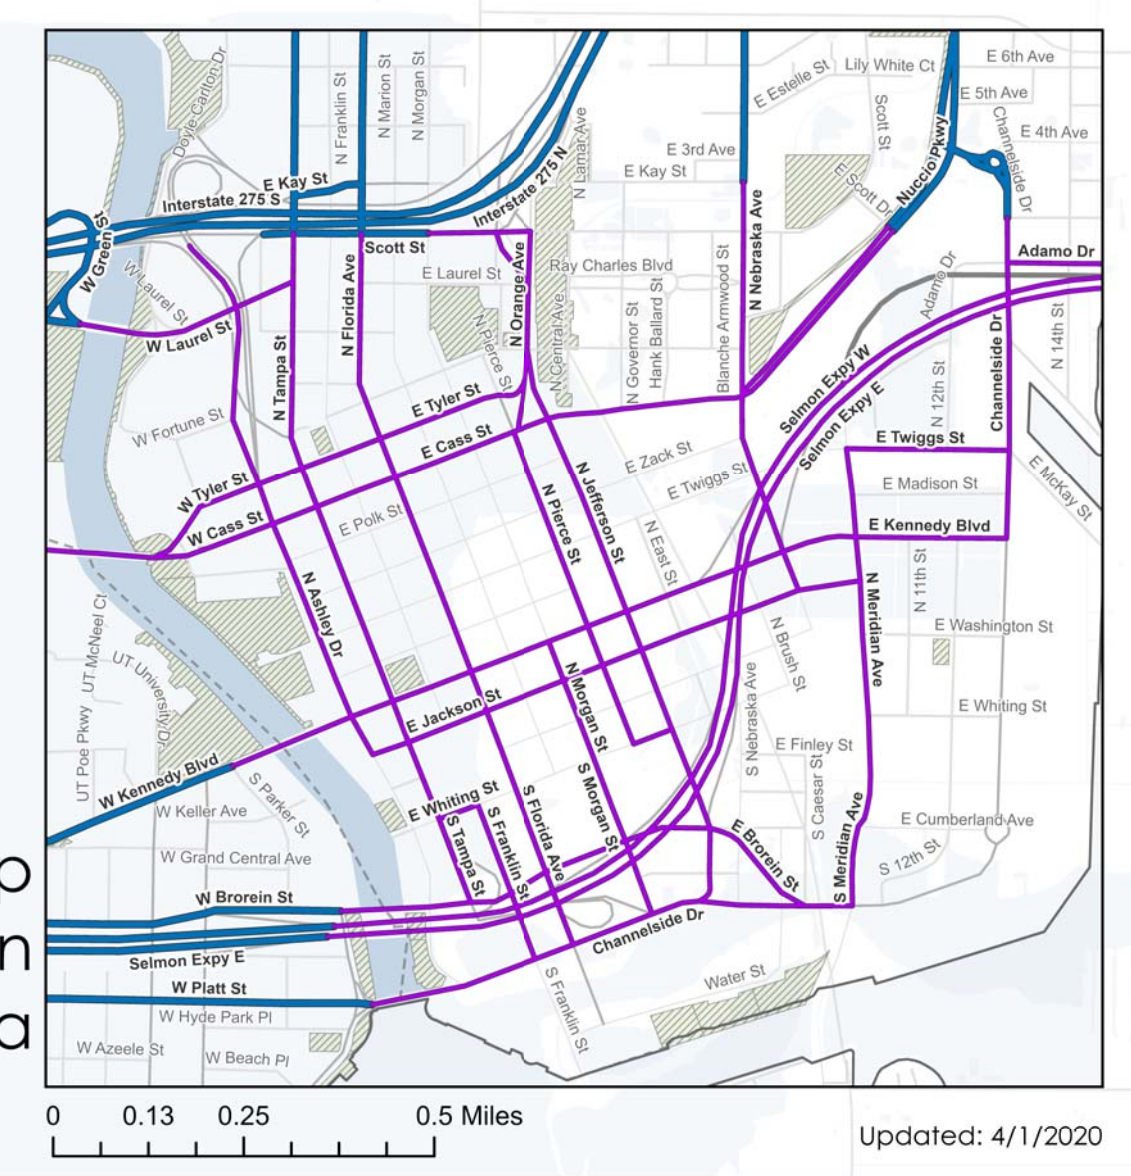 E 6th Ave
Lily White Ct
E Estelle St
N Franklin St
N Marion St
N Morgan St
Doyle Carlton Dr
E 5th Ave
Scott St
Channelside Dr
E 4th Ave
N Lamar Ave
E 3rd Ave
Nuccio Pkwy
E Kay St
E Kay St
E Scott Dr
Interstate 275 S
Interstate 275 N
N Nebraska Ave
W Green St
Scott St
Adamo Dr
E Laurel St
Ray Charles Blvd
W Laurel St
N Orange Ave
Adamo Dr
N Florida Ave
Blanche Armwood St
W Laurel St
N Tampa St
N Pierce St
N Central Ave
N Governor St
Hank Ballard St
N 14th St
Selmon Expy W
Channelside Dr
N 12th St
E Tyler St
Selmon Expy E
W Fortune St
E Cass St
E Twiggs St
E Zack St
E Twiggs St
N Jefferson St
E Madison St
E McKay St
W Tyler St
N Pierce St
W Cass St
E Polk St
E Kennedy Blvd
N East St
N 11th St
N Ashley Dr
N Meridian Ave
UT McNeel Ct
E Washington St
N Brush St
UT University Dr
UT Poe Pkwy
N Morgan St
S Nebraska Ave
E Jackson St
E Whiting St
E Finley St
W Kennedy Blvd
S Parker St
E Whiting St
S Caesar St
S Morgan St
W Keller Ave
S Florida Ave
S Meridian Ave
E Cumberland Ave
S Tampa St
S Franklin St
E Brorein St
p
W Grand Central Ave
S 12th St
W Brorein St
n
Channelside Dr
Selmon Expy E
Water St
W Platt St
S Franklin St
a
W Hyde Park Pl
W Azeele St
W Beach Pl
0 0.13 0.25 0.5 Miles
Updated: 4/1/2020